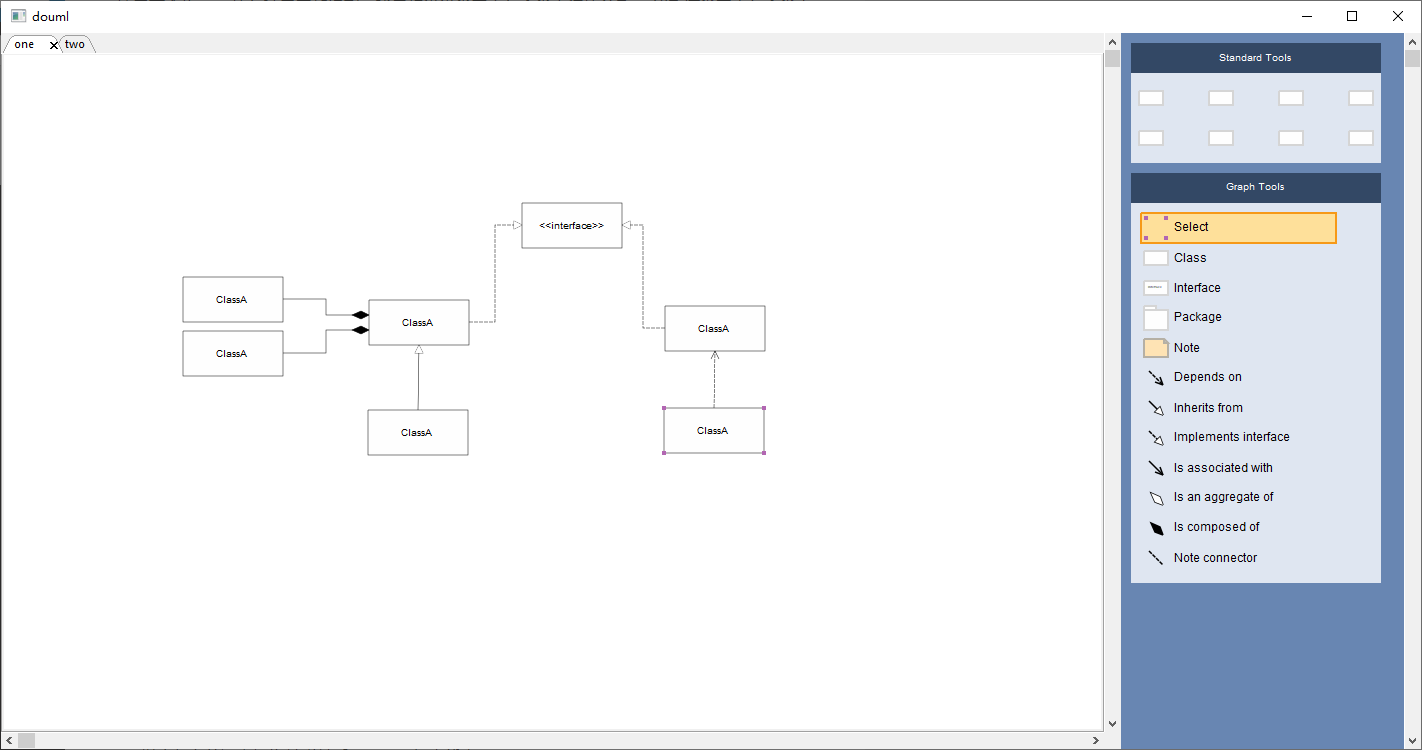 douml
one
two
Standard Tools
Graph Tools
Select
Class
Interface
Package
Note
Depends on
Inherits from
Implements interface
Is associated with
Is an aggregate of
Is composed of
Note connector
<<interface>>
ClassA
ClassA
ClassA
ClassA
ClassA
ClassA